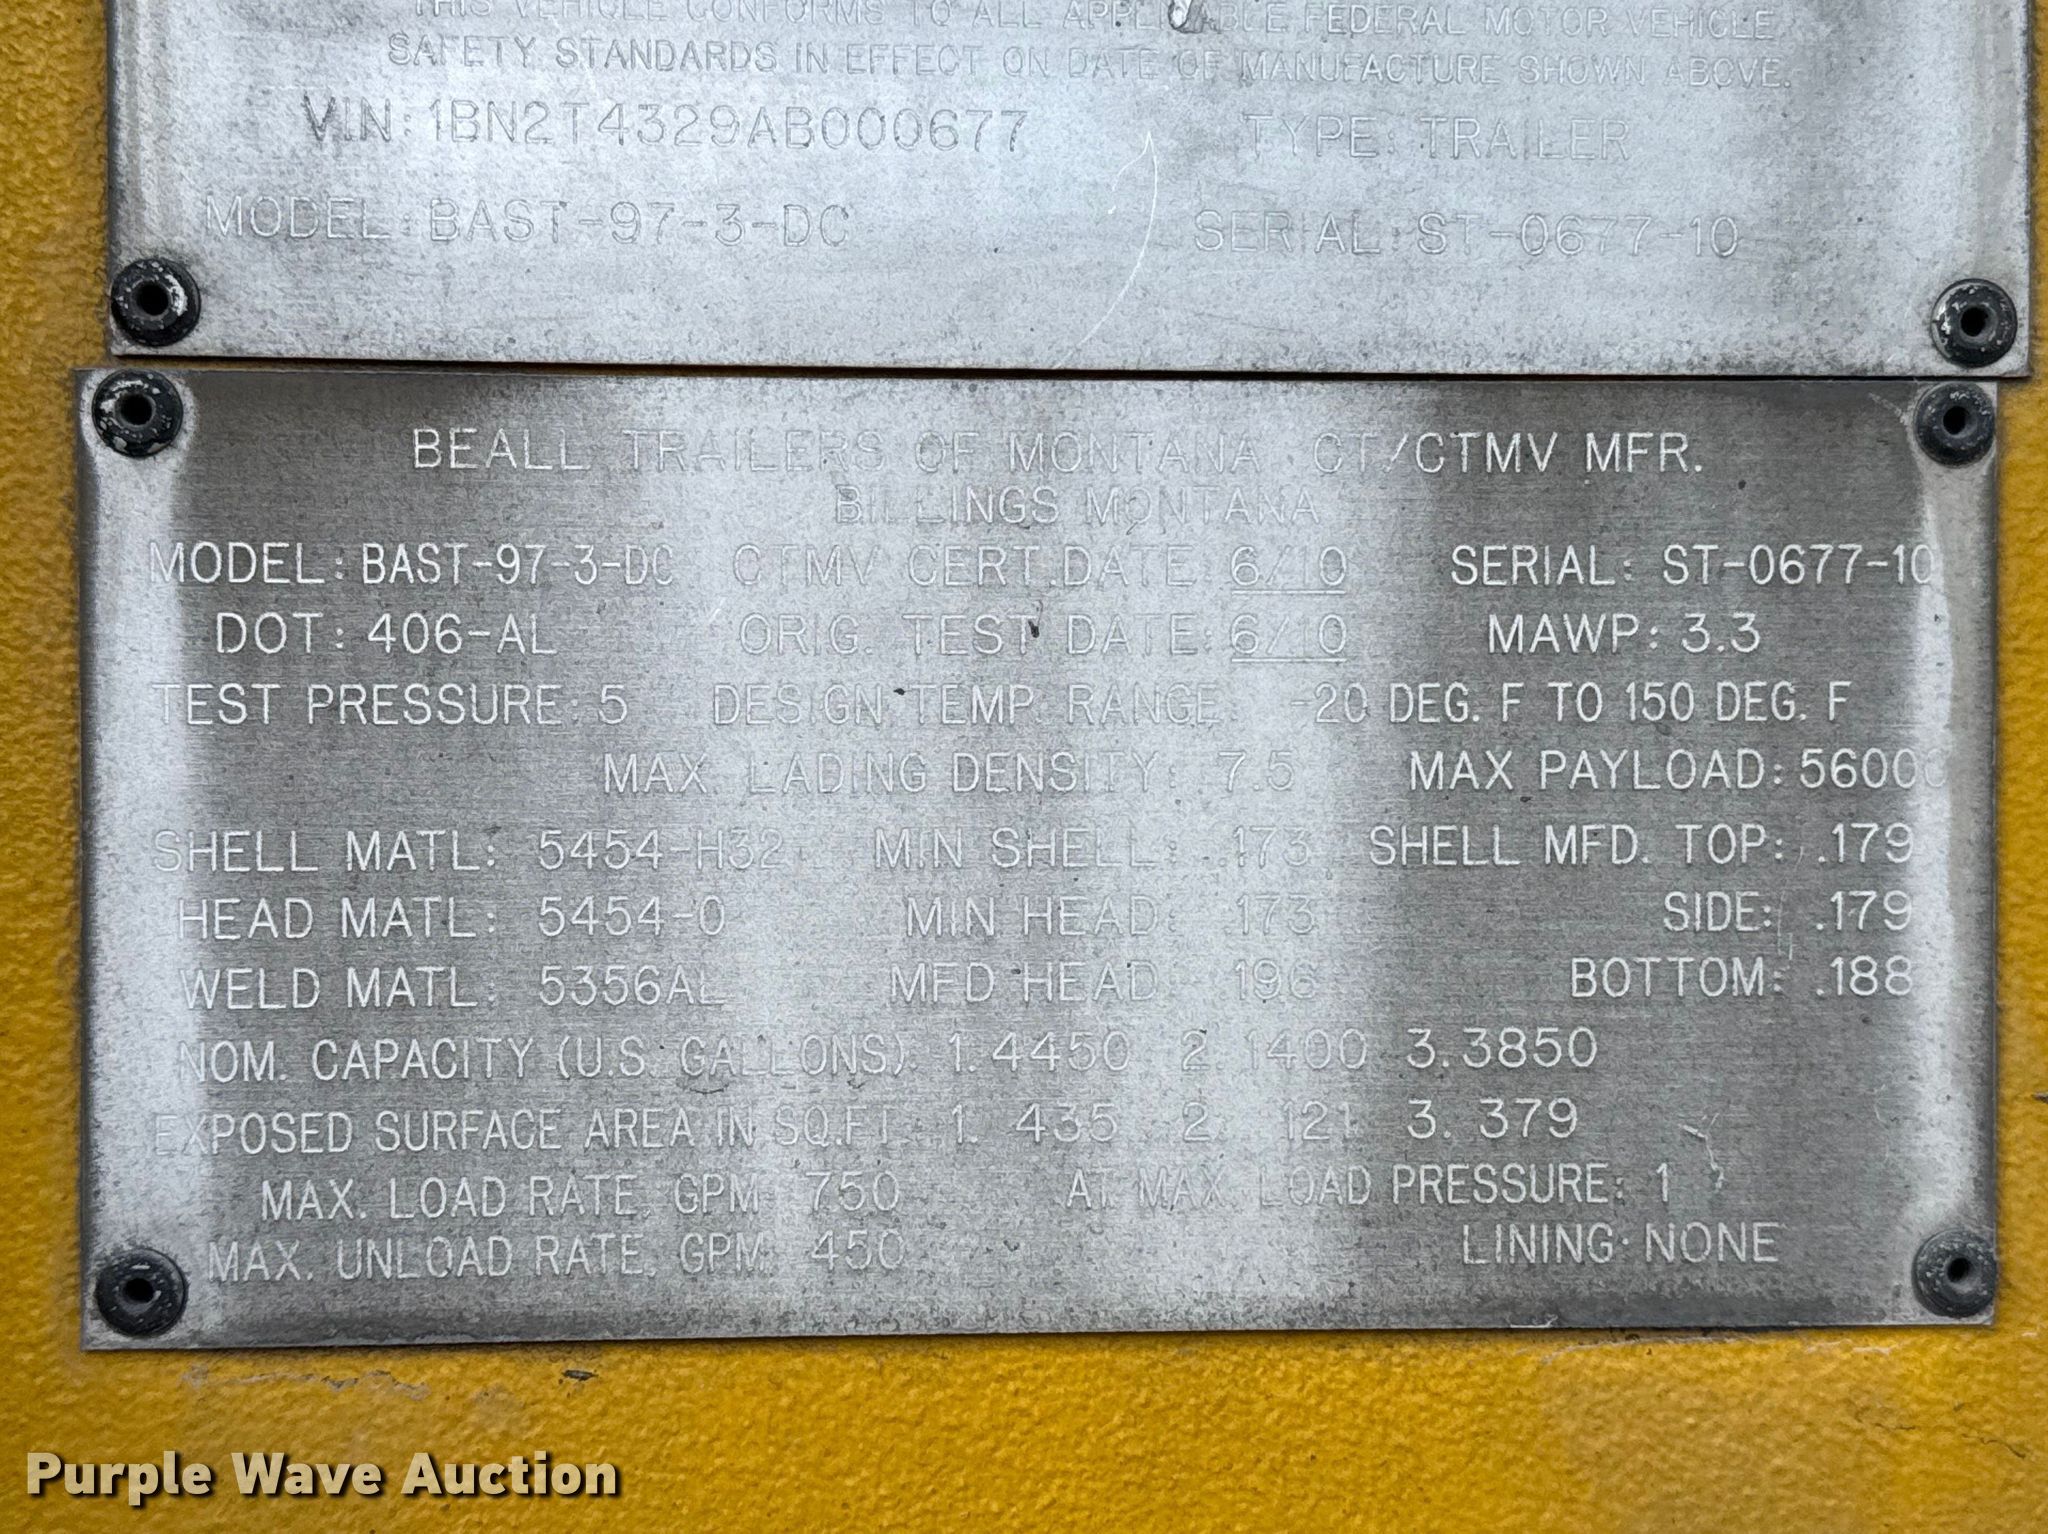 THIS VEHICLE CONFORMS TO ALL APPLICABLE FEDERAL MOTOR VEHICLE
SAFETY STANDARDS IN EFFECT ON DATE OF MANUFACTURE SHOWN ABOVE.
VIN: 1BN2T4329AB000677 TYPE: TRAILER
MODEL: BAST-97-3-DC SERIAL: ST-0677-10
BEALL TRAILERS OF MONTANA CT/CTMV MFR.
BILLINGS MONTANA
MODEL: BAST-97-3-DC CTMV CERT. DATE: 6/10 SERIAL: ST-0677-10
DOT: 406-AL ORIG. TEST DATE: 6/10 MAWP: 3.3
TEST PRESSURE: 5 DESIGN TEMP. RANGE: -20 DEG. F TO 150 DEG. F
MAX. LADING DENSITY: 7.5 MAX PAYLOAD: 56000
SHELL MATL: 5454-H32 MIN SHELL: .173 SHELL MFD. TOP: .179
HEAD MATL: 5454-0 MIN HEAD: .173 SIDE: .179
WELD MATL: 5356AL MFD HEAD: .196 BOTTOM: .188
NOM. CAPACITY (U.S. GALLONS): 1. 4450 2. 1400 3. 3850
EXPOSED SURFACE AREA IN SQ.FT.: 1. 435 2. 121 3. 379
MAX. LOAD RATE, GPM: 750 AT MAX. LOAD PRESSURE: 1
MAX. UNLOAD RATE, GPM: 450 LINING: NONE
Purple Wave Auction